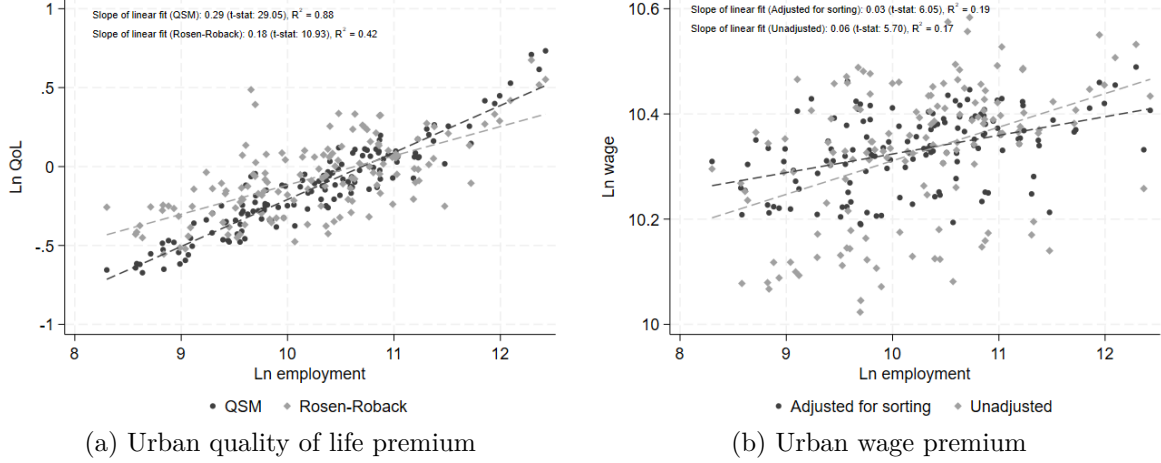 Slope of linear fit (QSM): 0.29 (t-stat: 29.05), R² = 0.88
Slope of linear fit (Rosen-Roback): 0.18 (t-stat: 10.93), R² = 0.42
Ln QoL
1
.5
0
-.5
-1
8 9 10 11 12
Ln employment
QSM Rosen-Roback
(a) Urban quality of life premium
Slope of linear fit (Adjusted for sorting): 0.03 (t-stat: 6.05), R² = 0.19
Slope of linear fit (Unadjusted): 0.06 (t-stat: 5.70), R² = 0.17
Ln wage
10.6
10.4
10.2
10
8 9 10 11 12
Ln employment
Adjusted for sorting Unadjusted
(b) Urban wage premium